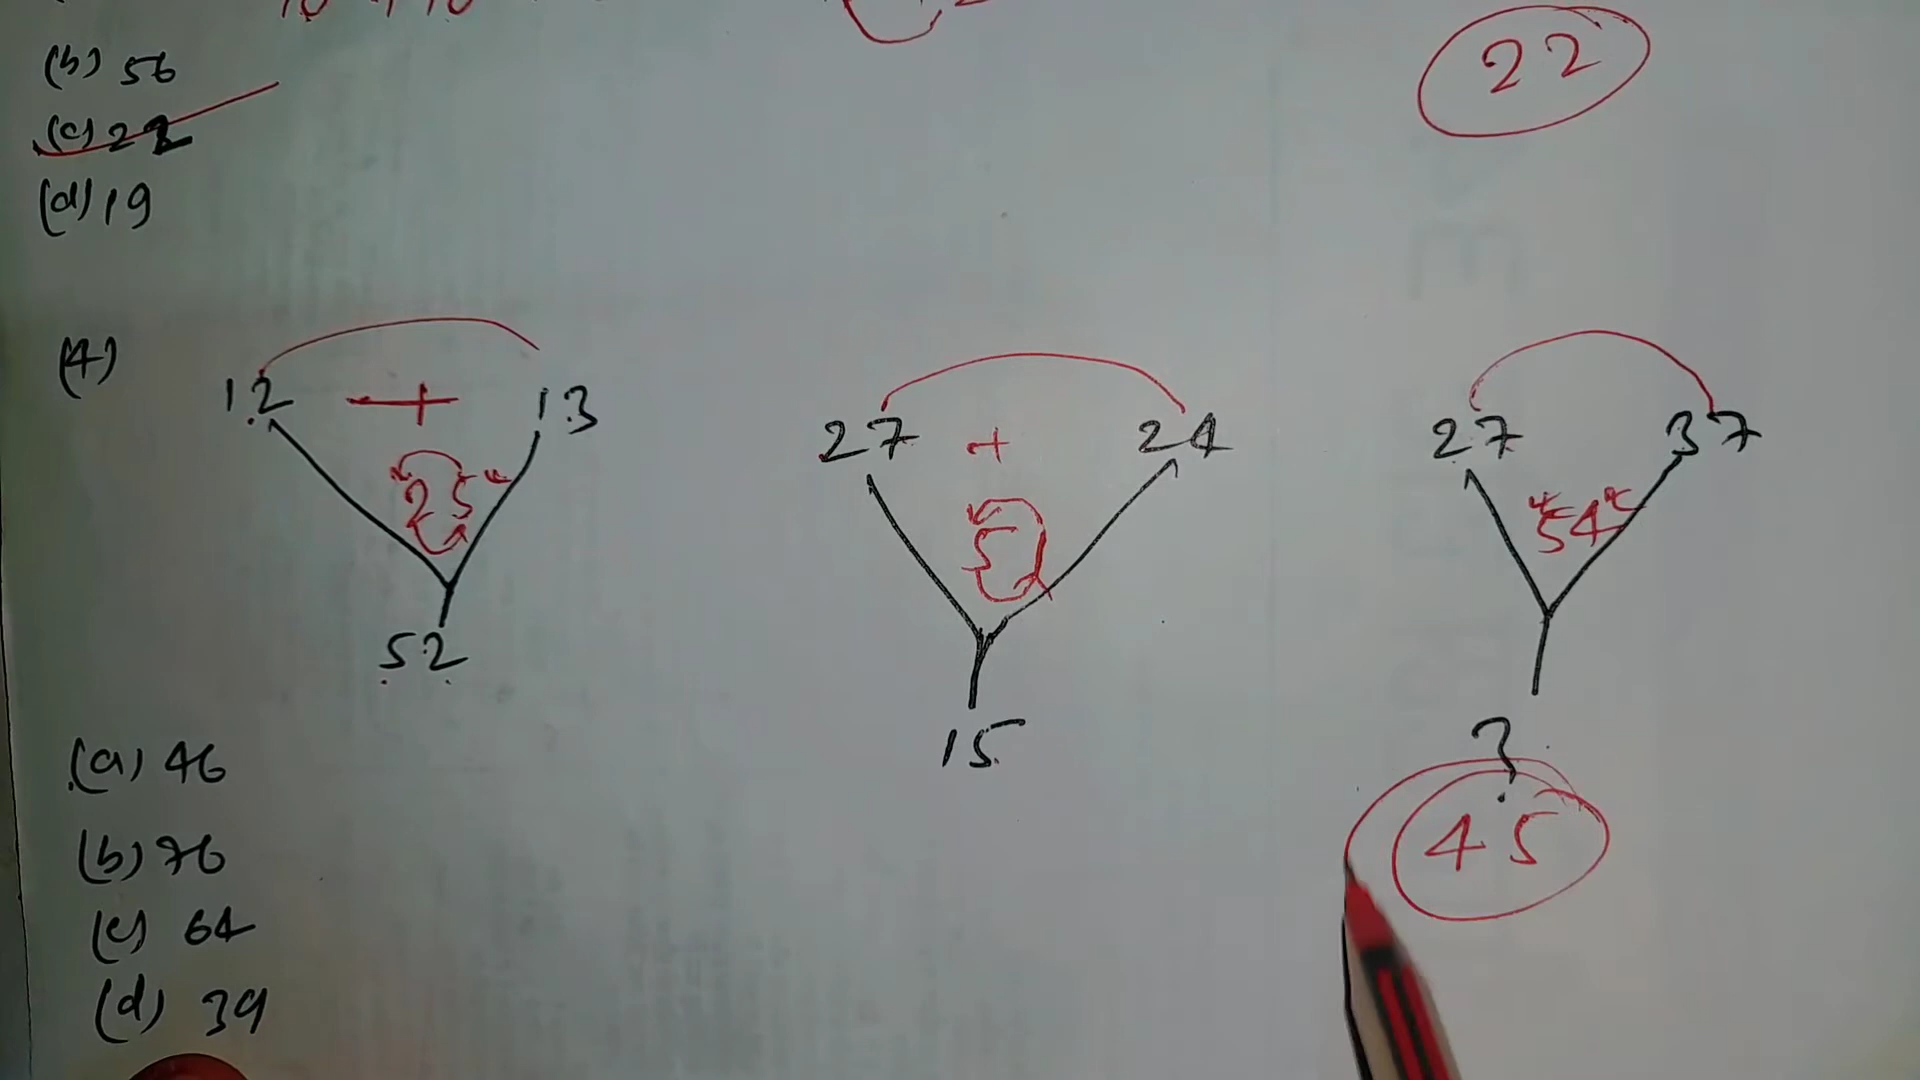 (b) 56
22
(c) 22
(d) 19
(4)
12 + 13
27 + 24
27 37
25
51
54
52
15
?
45
(a) 46
(b) 76
(c) 64
(d) 39